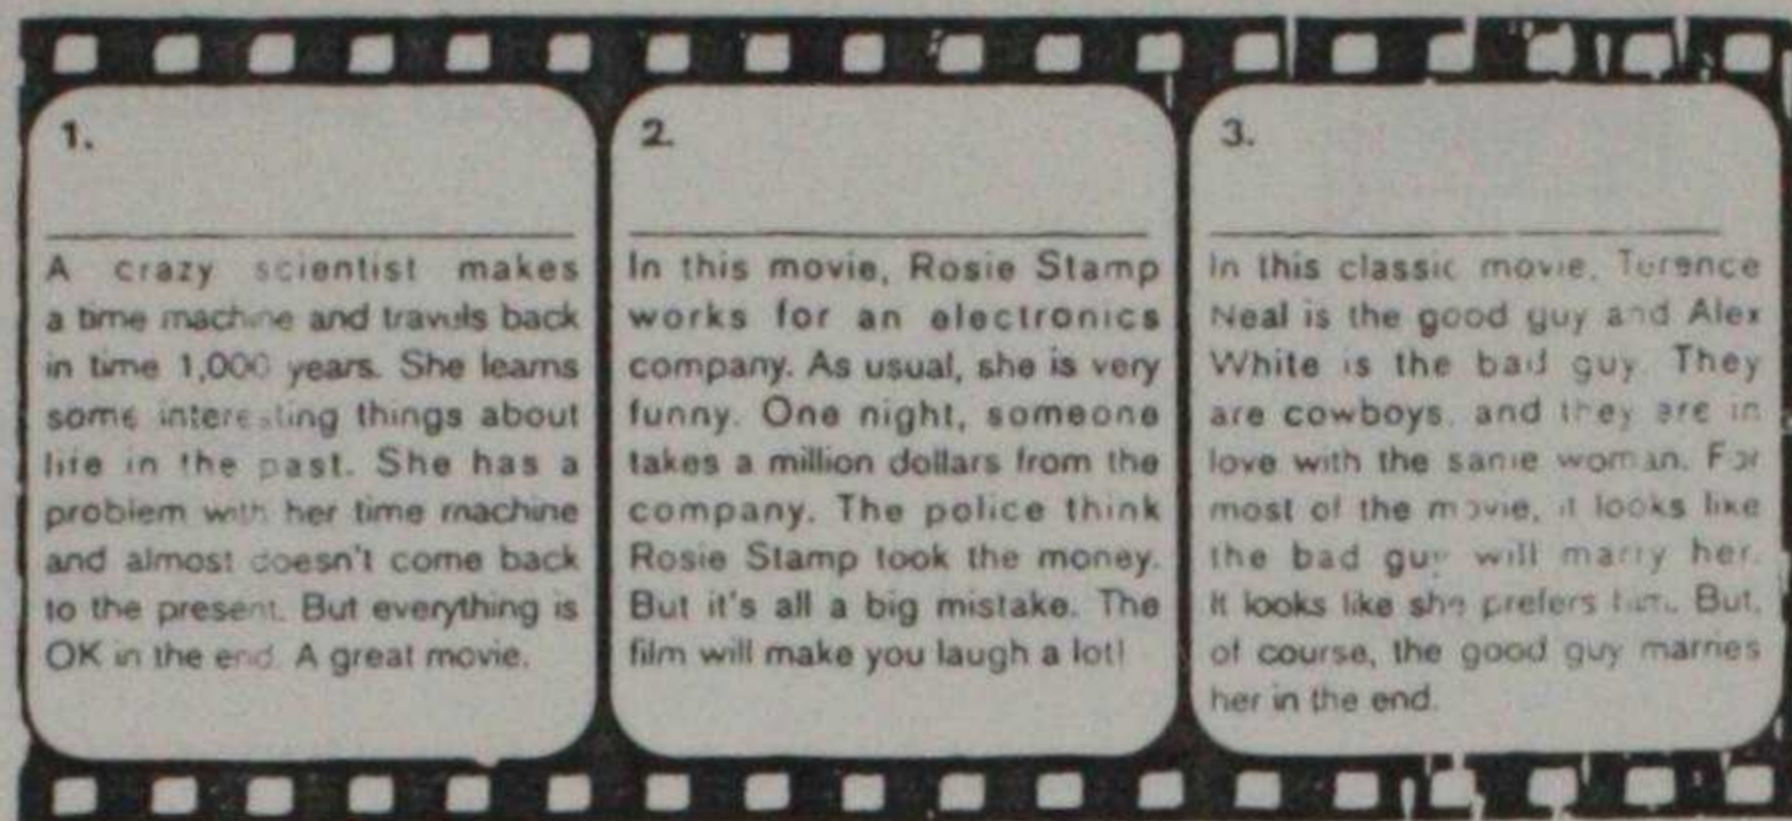 1.
A crazy scientist makes
a time machine and travels back
in time 1,000 years. She learns
some interesting things about
life in the past. She has a
problem with her time machine
and almost doesn't come back
to the present. But everything is
OK in the end. A great movie.
2.
In this movie, Rosie Stamp
works for an electronics
company. As usual, she is very
funny. One night, someone
takes a million dollars from the
company. The police think
Rosie Stamp took the money.
But it's all a big mistake. The
film will make you laugh a lot!
3.
In this classic movie, Terence
Neal is the good guy and Alex
White is the bad guy. They
are cowboys, and they are in
love with the same woman. For
most of the movie, it looks like
the bad guy will marry her.
It looks like she prefers him. But,
of course, the good guy marries
her in the end.